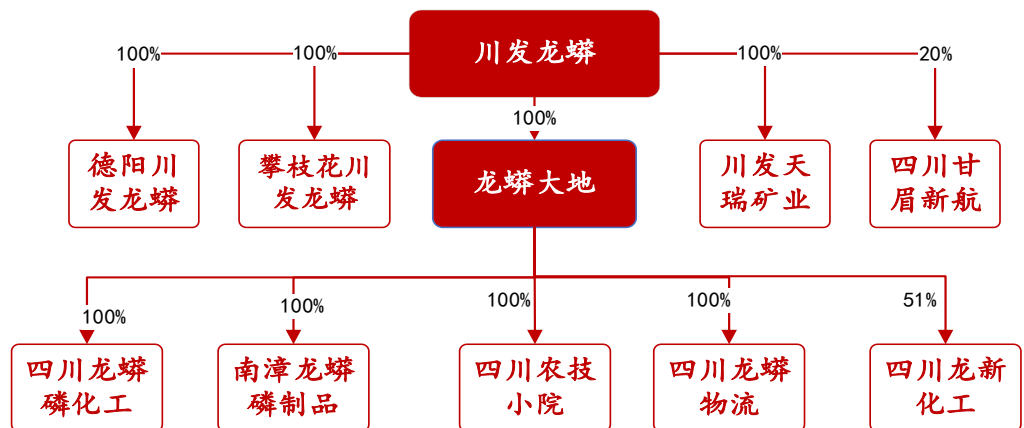 川发龙蟒
100%
100%
100%
20%
100%
德阳川
发龙蟒
攀枝花川
发龙蟒
龙蟒大地
川发天
瑞矿业
四川甘
眉新航
100%
100%
100%
100%
51%
四川龙蟒
磷化工
南漳龙蟒
磷制品
四川农技
小院
四川龙蟒
物流
四川龙新
化工